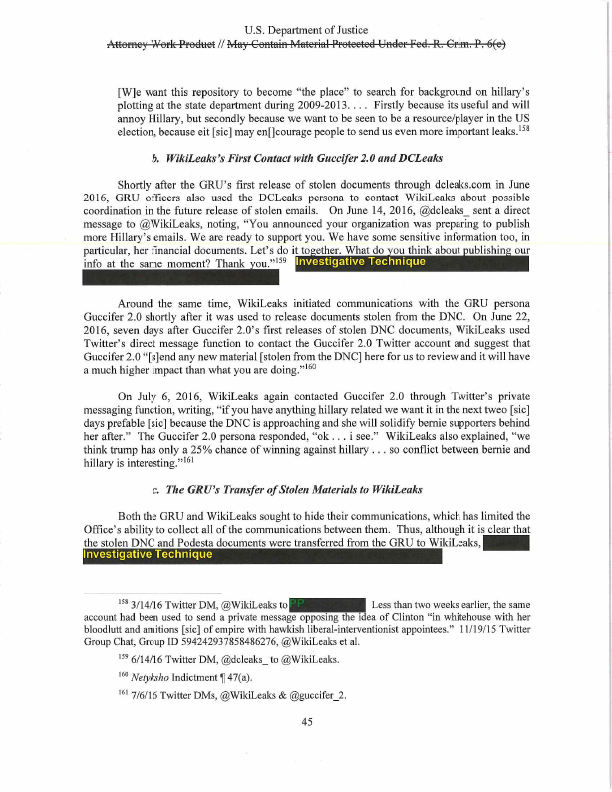 U.S. Department of Justice
Attorney Work Product // May Contain Material Protected Under Fed. R. Crim. P. 6(e)
[W]e want this repository to become “the place” to search for background on hillary’s
plotting at the state department during 2009-2013. . . . Firstly because its useful and will
annoy Hillary, but secondly because we want to be seen to be a resource/player in the US
election, because eit [sic] may en[]courage people to send us even more important leaks.158
b. WikiLeaks’s First Contact with Guccifer 2.0 and DCLeaks
Shortly after the GRU’s first release of stolen documents through dcleaks.com in June
2016, GRU officers also used the DCLeaks persona to contact WikiLeaks about possible
coordination in the future release of stolen emails. On June 14, 2016, @dcleaks_ sent a direct
message to @WikiLeaks, noting, “You announced your organization was preparing to publish
more Hillary’s emails. We are ready to support you. We have some sensitive information too, in
particular, her financial documents. Let’s do it together. What do you think about publishing our
info at the same moment? Thank you.”159 Investigative Technique
Around the same time, WikiLeaks initiated communications with the GRU persona
Guccifer 2.0 shortly after it was used to release documents stolen from the DNC. On June 22,
2016, seven days after Guccifer 2.0’s first releases of stolen DNC documents, WikiLeaks used
Twitter’s direct message function to contact the Guccifer 2.0 Twitter account and suggest that
Guccifer 2.0 “[s]end any new material [stolen from the DNC] here for us to review and it will have
a much higher impact than what you are doing.”160
On July 6, 2016, WikiLeaks again contacted Guccifer 2.0 through Twitter’s private
messaging function, writing, “if you have anything hillary related we want it in the next tweo [sic]
days prefable [sic] because the DNC is approaching and she will solidify bernie supporters behind
her after.” The Guccifer 2.0 persona responded, “ok . . . i see.” WikiLeaks also explained, “we
think trump has only a 25% chance of winning against hillary . . . so conflict between bernie and
hillary is interesting.”161
c. The GRU’s Transfer of Stolen Materials to WikiLeaks
Both the GRU and WikiLeaks sought to hide their communications, which has limited the
Office’s ability to collect all of the communications between them. Thus, although it is clear that
the stolen DNC and Podesta documents were transferred from the GRU to WikiLeaks,
Investigative Technique
158 3/14/16 Twitter DM, @WikiLeaks to PP Less than two weeks earlier, the same
account had been used to send a private message opposing the idea of Clinton “in whitehouse with her
bloodlutt and amitions [sic] of empire with hawkish liberal-interventionist appointees.” 11/19/15 Twitter
Group Chat, Group ID 594242937858486276, @WikiLeaks et al.
159 6/14/16 Twitter DM, @dcleaks_ to @WikiLeaks.
160 Netyksho Indictment ¶ 47(a).
161 7/6/16 Twitter DMs, @WikiLeaks & @guccifer_2.
45